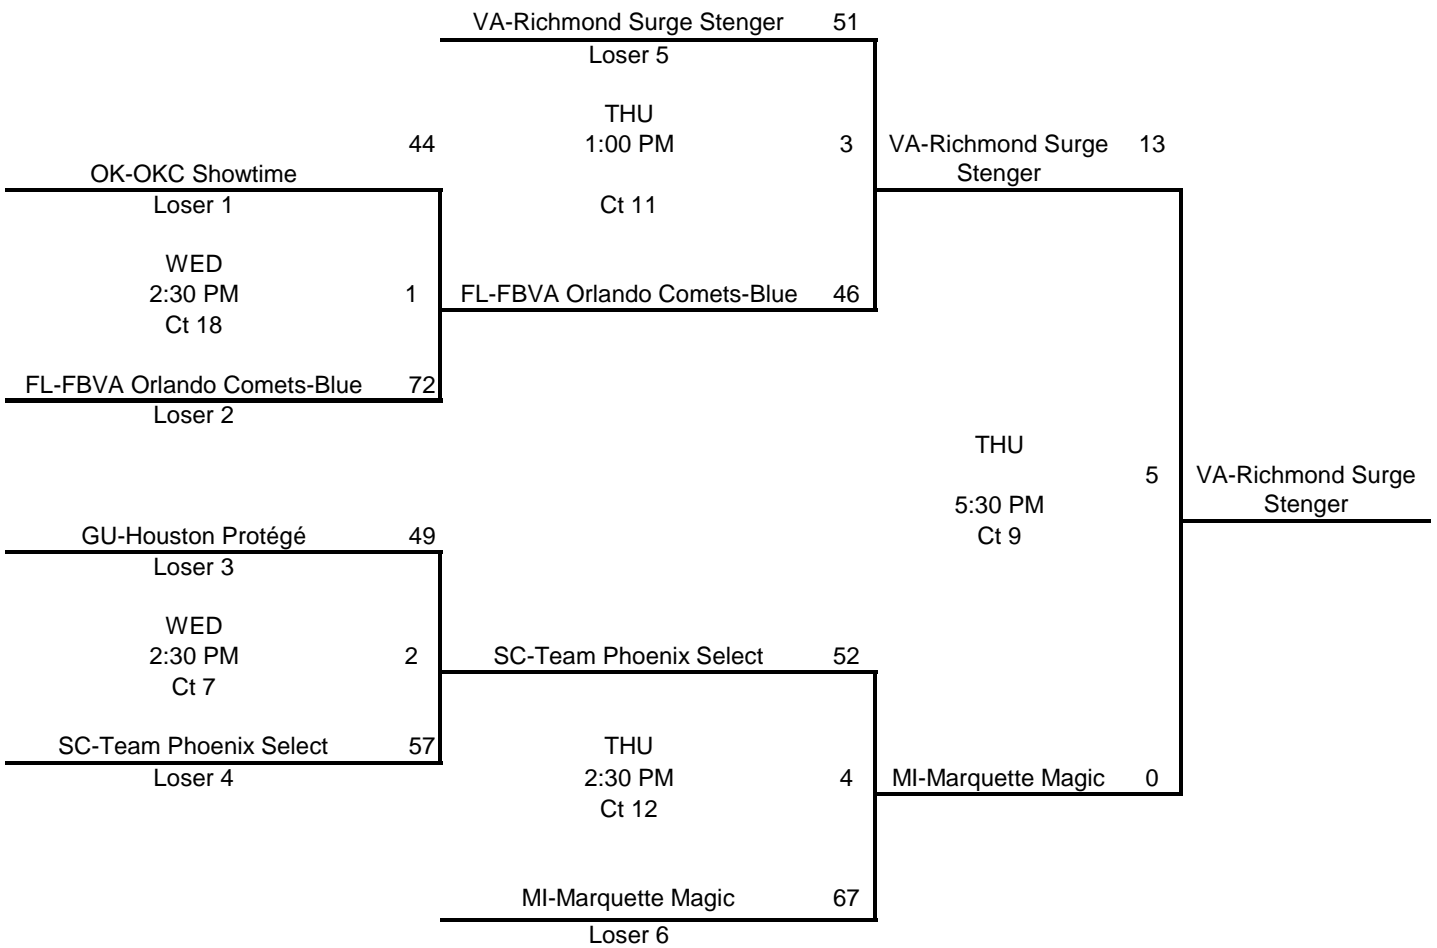 VA-Richmond Surge Stenger 51
Loser 5
THU
44 1:00 PM 3 VA-Richmond Surge 13
OK-OKC Showtime Stenger
Loser 1 Ct 11
WED
2:30 PM 1 FL-FBVA Orlando Comets-Blue 46
Ct 18
FL-FBVA Orlando Comets-Blue 72
Loser 2
THU
5 VA-Richmond Surge
5:30 PM Stenger
GU-Houston Protégé 49 Ct 9
Loser 3
WED
2:30 PM 2 SC-Team Phoenix Select 52
Ct 7
SC-Team Phoenix Select 57 THU
Loser 4 2:30 PM 4 MI-Marquette Magic 0
Ct 12
MI-Marquette Magic 67
Loser 6